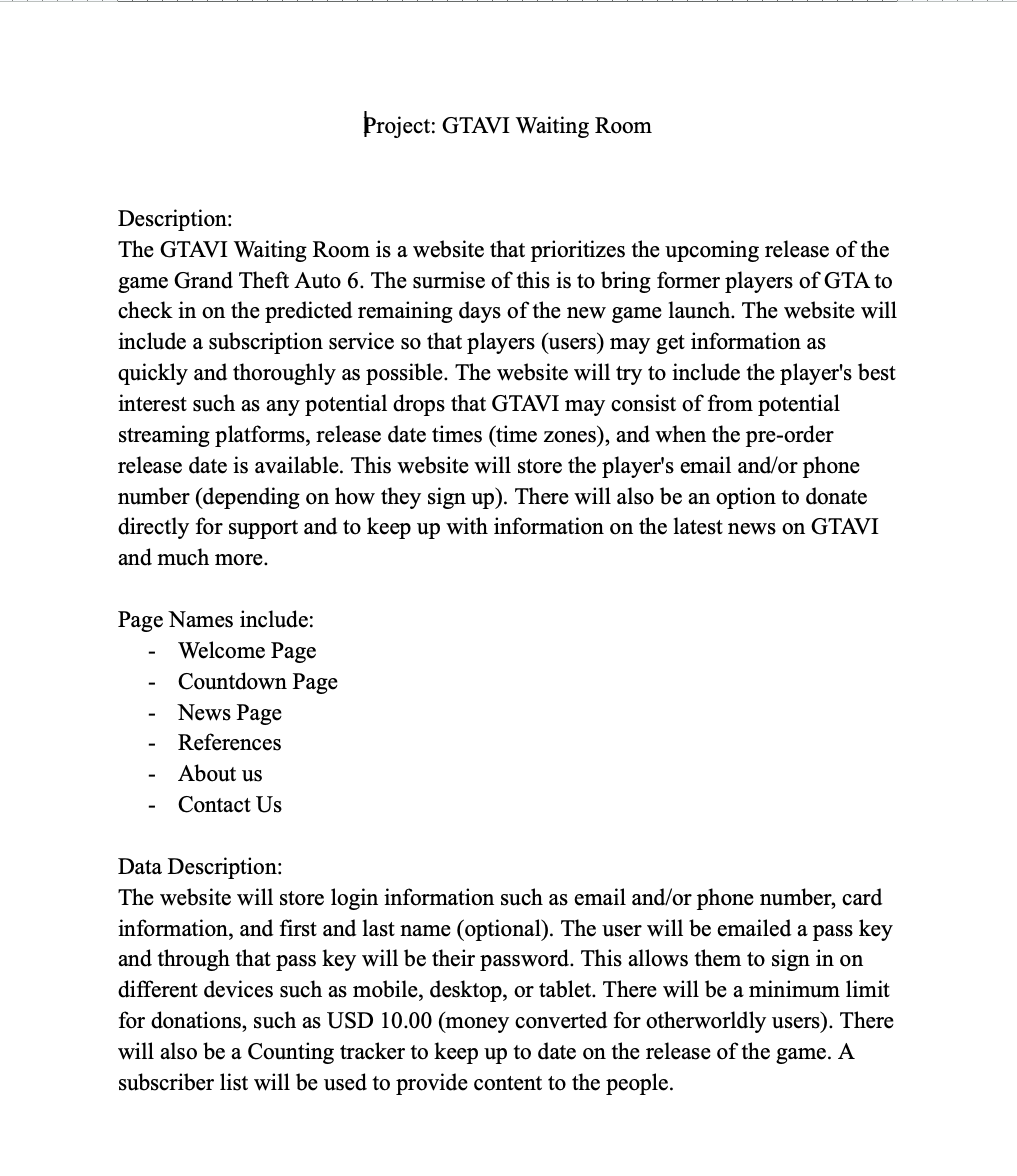 Project: GTAVI Waiting Room
Description:
The GTAVI Waiting Room is a website that prioritizes the upcoming release of the
game Grand Theft Auto 6. The surmise of this is to bring former players of GTA to
check in on the predicted remaining days of the new game launch. The website will
include a subscription service so that players (users) may get information as
quickly and thoroughly as possible. The website will try to include the player's best
interest such as any potential drops that GTAVI may consist of from potential
streaming platforms, release date times (time zones), and when the pre-order
release date is available. This website will store the player's email and/or phone
number (depending on how they sign up). There will also be an option to donate
directly for support and to keep up with information on the latest news on GTAVI
and much more.
Page Names include:
- Welcome Page
- Countdown Page
- News Page
- References
- About us
- Contact Us
Data Description:
The website will store login information such as email and/or phone number, card
information, and first and last name (optional). The user will be emailed a pass key
and through that pass key will be their password. This allows them to sign in on
different devices such as mobile, desktop, or tablet. There will be a minimum limit
for donations, such as USD 10.00 (money converted for otherworldly users). There
will also be a Counting tracker to keep up to date on the release of the game. A
subscriber list will be used to provide content to the people.